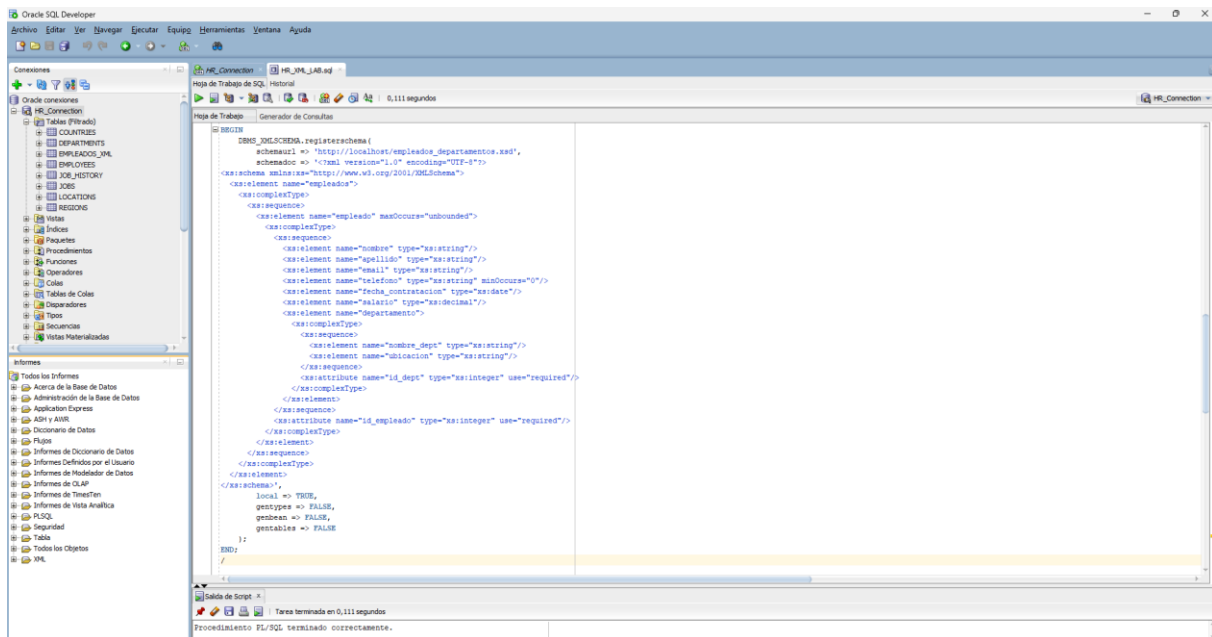 Oracle SQL Developer
Archivo Editar Ver Navegar Ejecutar Equipo Herramientas Ventana Ayuda
Conexiones
Oracle conexiones
HR_Connection
Tablas (Filtrado)
COUNTRIES
DEPARTMENTS
EMPLEADOS_XML
EMPLOYEES
JOB_HISTORY
JOBS
LOCATIONS
REGIONS
Vistas
Índices
Paquetes
Procedimientos
Funciones
Operadores
Colas
Tablas de Colas
Disparadores
Tipos
Secuencias
Vistas Materializadas
Informes
Todos los Informes
Acerca de la Base de Datos
Administración de la Base de Datos
Application Express
ASH y AWR
Diccionario de Datos
Flujos
Informes de Diccionario de Datos
Informes Definidos por el Usuario
Informes de Modelador de Datos
Informes de OLAP
Informes de TimesTen
Informes de Vista Analítica
PLSQL
Seguridad
Tabla
Todos los Objetos
XML
HR_Connection HR_XML_LAB.sql
Hoja de Trabajo de SQL Historial
0,111 segundos HR_Connection
Hoja de Trabajo Generador de Consultas
BEGIN
DBMS_XMLSCHEMA.registerschema(
schemaurl => 'http://localhost/empleados_departamentos.xsd',
schemadoc => '<?xml version="1.0" encoding="UTF-8"?>
<xs:schema xmlns:xs="http://www.w3.org/2001/XMLSchema">
<xs:element name="empleados">
<xs:complexType>
<xs:sequence>
<xs:element name="empleado" maxOccurs="unbounded">
<xs:complexType>
<xs:sequence>
<xs:element name="nombre" type="xs:string"/>
<xs:element name="apellido" type="xs:string"/>
<xs:element name="email" type="xs:string"/>
<xs:element name="telefono" type="xs:string" minOccurs="0"/>
<xs:element name="fecha_contratacion" type="xs:date"/>
<xs:element name="salario" type="xs:decimal"/>
<xs:element name="departamento">
<xs:complexType>
<xs:sequence>
<xs:element name="nombre_dept" type="xs:string"/>
<xs:element name="ubicacion" type="xs:string"/>
</xs:sequence>
<xs:attribute name="id_dept" type="xs:integer" use="required"/>
</xs:complexType>
</xs:element>
</xs:sequence>
<xs:attribute name="id_empleado" type="xs:integer" use="required"/>
</xs:complexType>
</xs:element>
</xs:sequence>
</xs:complexType>
</xs:element>
</xs:schema>',
local => TRUE,
gentypes => FALSE,
genbean => FALSE,
gentables => FALSE
);
END;
/
Salida de Script
Tarea terminada en 0,111 segundos
Procedimiento PL/SQL terminado correctamente.